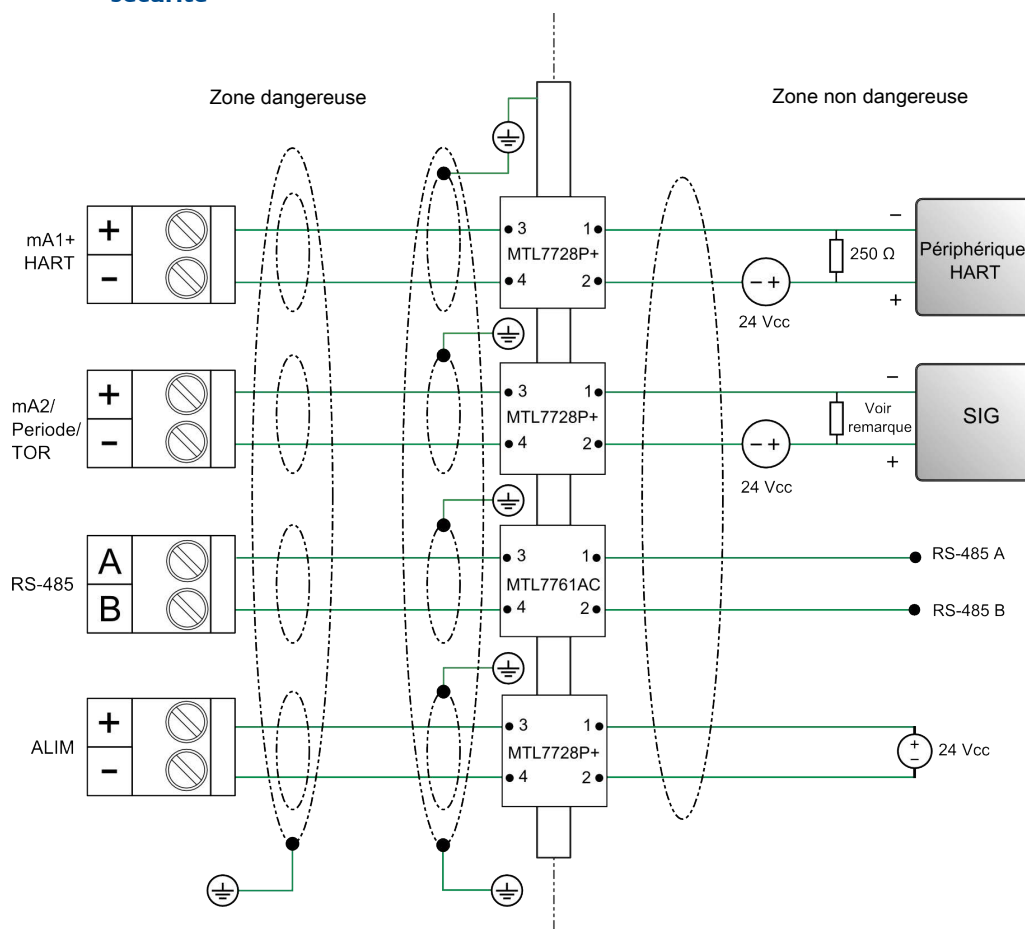 sécurité
Zone dangereuse
Zone non dangereuse
mA1+
HART
+
-
3
4
MTL7728P+
1
2
250 Ω
- +
24 Vcc
−
+
Périphérique
HART
mA2/
Periode/
TOR
+
-
3
4
MTL7728P+
1
2
Voir
remarque
- +
24 Vcc
−
+
SIG
RS-485
A
B
3
4
MTL7761AC
1
2
RS-485 A
RS-485 B
ALIM
+
-
3
4
MTL7728P+
1
2
+
−
24 Vcc